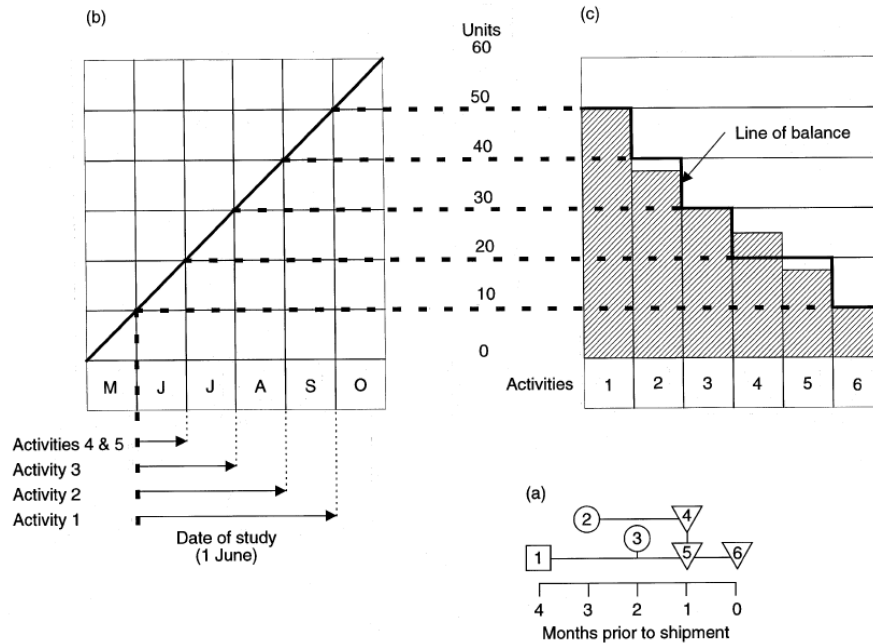 (b)
Units
(c)
60
50
40
Line of balance
30
20
10
0
M J J A S O
Activities 1 2 3 4 5 6
Activities 4 & 5
Activity 3
Activity 2
Activity 1
Date of study
(1 June)
(a)
2 4
3
1 5 6
4 3 2 1 0
Months prior to shipment